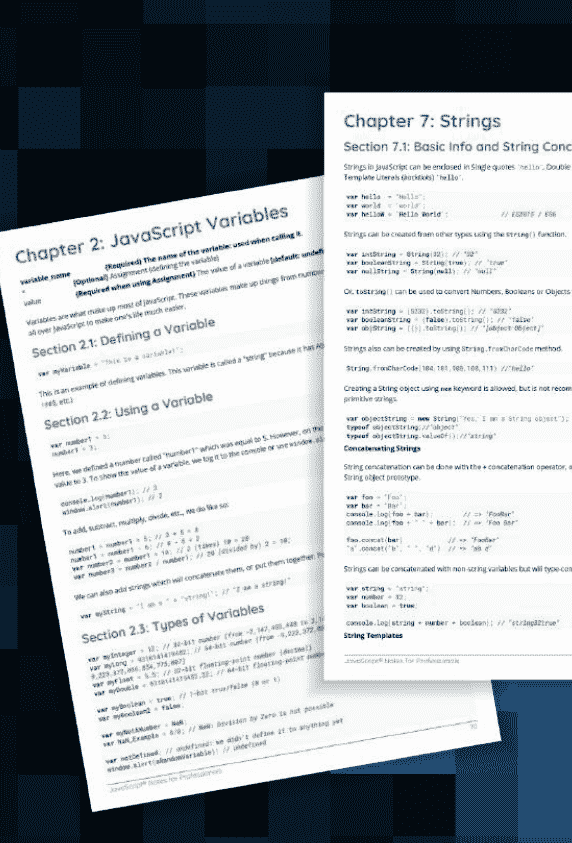 Chapter 2: JavaScript Variables
variable_name (Required) The name of the variable: used when calling it.
= [Optional] Assignment (defining the variable)
value (Required when using Assignment) The value of a variable [default: undefi
Variables are what make up most of JavaScript. These variables make up things from number
all over JavaScript to make one's life much easier.
Section 2.1: Defining a Variable
var myVariable = "This is a variable!";
This is an example of defining variables. This variable is called a "string" because it has AS
Section 2.2: Using a Variable
var number1 = 5;
number1 = 3;
Here, we defined a number called "number1" which was equal to 5. However, on the
value to 3. To show the value of a variable, we log it to the console or use window.al
console.log(number1); // 3
window.alert(number1); // 3
To add, subtract, multiply, divide, etc., we do like so:
number1 = number1 + 5; // 3 + 5 = 8
number1 = number1 - 6; // 8 - 6 = 2
var number2 = number1 * 10; // 2 (times) 10 = 20
var number3 = number2 / number1; // 20 (divided by) 2 = 10;
We can also add strings which will concatenate them, or put them together.
var myString = "I am a " + "string!"; // "I am a string!"
Section 2.3: Types of Variables
var myInteger = 12; // 32-bit number (from -2,147,483,648 to 2,1
var myLong = 9310141419482; // 64-bit number (from -9,223,372,0
9,223,372,036,854,775,807)
var myFloat = 5.5; // 32-bit floating-point number (decimal)
var myDouble = 9310141419482.22; // 64-bit floating-point
var myBoolean = true; // 1-bit true/false (0 or 1)
var myBoolean2 = false;
var myNotANumber = NaN;
var NaN_Example = 0/0; // NaN: Division by Zero is not possible
var notDefined; // undefined: we didn't define it to anything yet
window.alert(aRandomVariable); // undefined
JavaScript® Notes for Professionals
Chapter 7: Strings
Section 7.1: Basic Info and String Conc
Strings in JavaScript can be enclosed in Single quotes 'hello', Double
Template Literals (backticks) `hello`.
var hello = "Hello";
var world = 'world';
var helloW = `Hello World`; // ES2015 / ES6
Strings can be created from other types using the String() function.
var intString = String(32); // "32"
var booleanString = String(true); // "true"
var nullString = String(null); // "null"
Or, toString() can be used to convert Numbers, Booleans or Objects
var intString = (5232).toString(); // "5232"
var booleanString = (false).toString(); // "false"
var objString = ({}).toString(); // "[object Object]"
Strings also can be created by using String.fromCharCode method.
String.fromCharCode(104,101,108,108,111) //"hello"
Creating a String object using new keyword is allowed, but is not recom
primitive strings.
var objectString = new String("Yes, I am a String object");
typeof objectString;//"object"
typeof objectString.valueOf();//"string"
Concatenating Strings
String concatenation can be done with the + concatenation operator, o
String object prototype.
var foo = "Foo";
var bar = "Bar";
console.log(foo + bar); // => "FooBar"
console.log(foo + " " + bar); // => "Foo Bar"
foo.concat(bar) // => "FooBar"
"a".concat("b", " ", "d") // => "ab d"
Strings can be concatenated with non-string variables but will type-con
var string = "string";
var number = 32;
var boolean = true;
console.log(string + number + boolean); // "string32true"
String Templates
JavaScript® Notes for Professionals